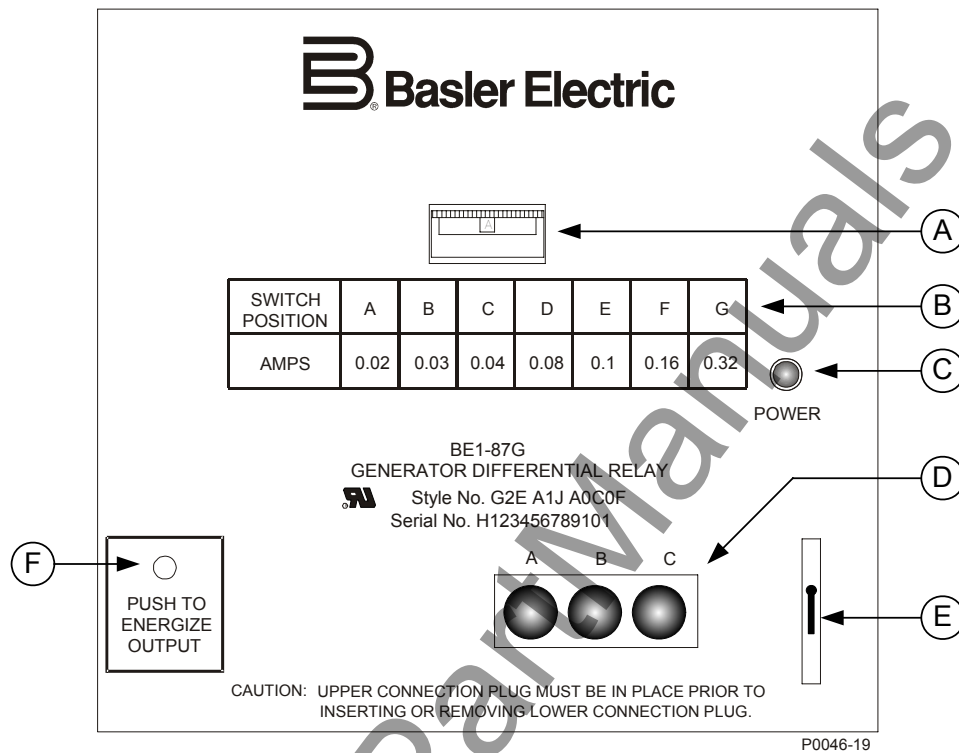 Basler Electric
A
A
SWITCH POSITION A B C D E F G
AMPS 0.02 0.03 0.04 0.08 0.1 0.16 0.32
B
C
POWER
BE1-87G
GENERATOR DIFFERENTIAL RELAY
Style No. G2E A1J A0C0F
Serial No. H123456789101
D
A B C
F
PUSH TO
ENERGIZE
OUTPUT
E
CAUTION: UPPER CONNECTION PLUG MUST BE IN PLACE PRIOR TO
INSERTING OR REMOVING LOWER CONNECTION PLUG.
P0046-19